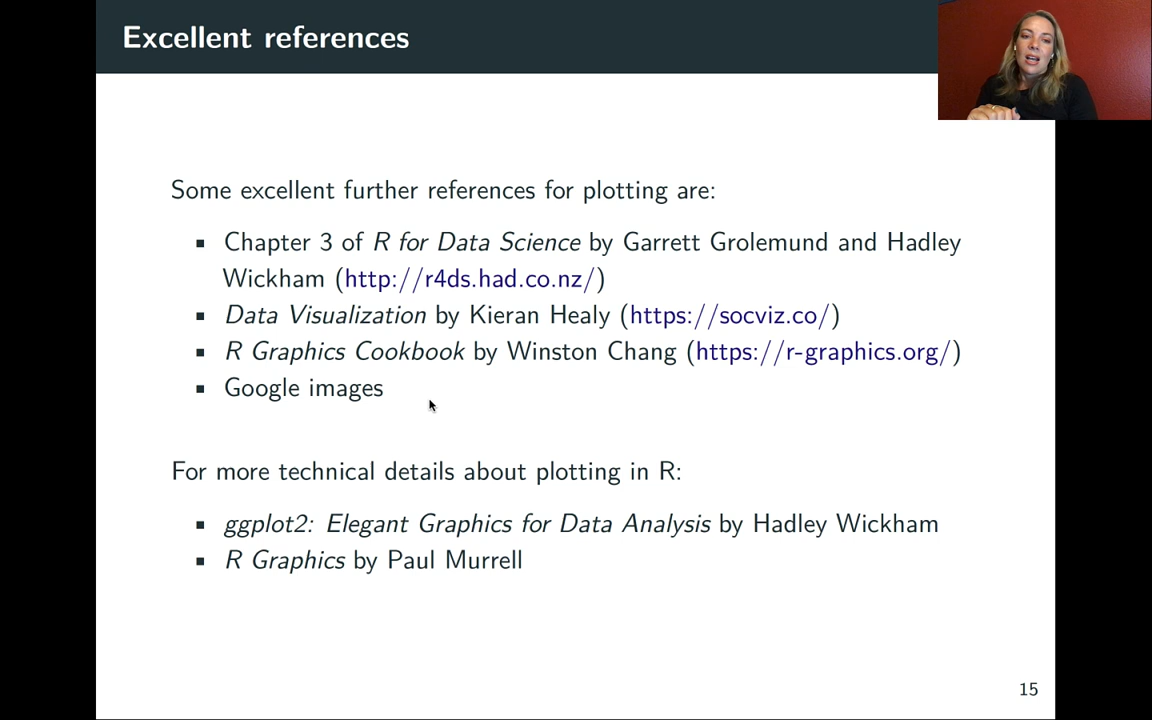 Excellent references
Some excellent further references for plotting are:
▪ Chapter 3 of R for Data Science by Garrett Grolemund and Hadley
Wickham (http://r4ds.had.co.nz/)
▪ Data Visualization by Kieran Healy (https://socviz.co/)
▪ R Graphics Cookbook by Winston Chang (https://r-graphics.org/)
▪ Google images
For more technical details about plotting in R:
▪ ggplot2: Elegant Graphics for Data Analysis by Hadley Wickham
▪ R Graphics by Paul Murrell
15